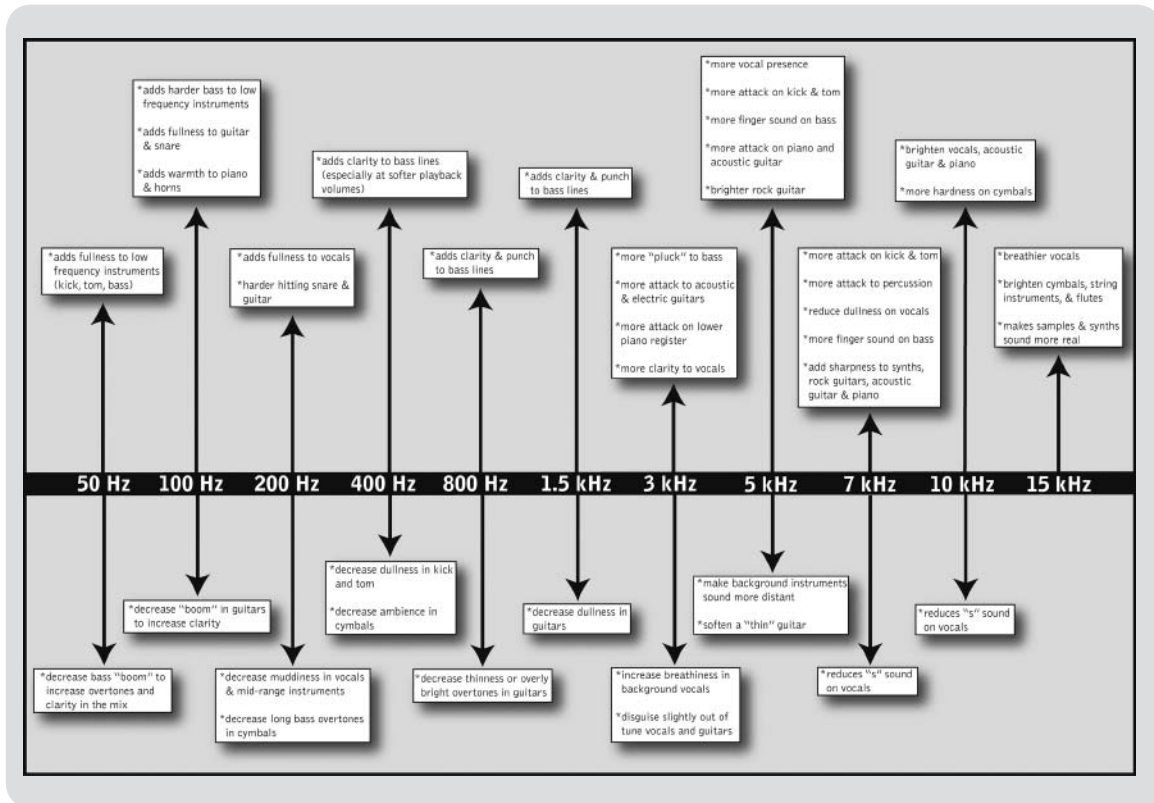 *adds fullness to low
frequency instruments
(kick, tom, bass)
*adds harder bass to low
frequency instruments
*adds fullness to guitar
& snare
*adds warmth to piano
& horns
*adds fullness to vocals
*harder hitting snare &
guitar
*adds clarity to bass lines
(especially at softer playback
volumes)
*adds clarity & punch
to bass lines
*adds clarity & punch
to bass lines
*more "pluck" to bass
*more attack to acoustic
& electric guitars
*more attack on lower
piano register
*more clarity to vocals
*more vocal presence
*more attack on kick & tom
*more finger sound on bass
*more attack on piano and
acoustic guitar
*brighter rock guitar
*more attack on kick & tom
*more attack to percussion
*reduce dullness on vocals
*more finger sound on bass
*add sharpness to synths,
rock guitars, acoustic
guitar & piano
*brighten vocals, acoustic
guitar & piano
*more hardness on cymbals
*breathier vocals
*brighten cymbals, string
instruments, & flutes
*makes samples & synths
sound more real
50 Hz 100 Hz 200 Hz 400 Hz 800 Hz 1.5 kHz 3 kHz 5 kHz 7 kHz 10 kHz 15 kHz
*decrease bass "boom" to
increase overtones and
clarity in the mix
*decrease "boom" in guitars
to increase clarity
*decrease muddiness in vocals
& mid-range instruments
*decrease long bass overtones
in cymbals
*decrease dullness in kick
and tom
*decrease ambience in
cymbals
*decrease thinness or overly
bright overtones in guitars
*decrease dullness in
guitars
*increase breathiness in
background vocals
*disguise slightly out of
tune vocals and guitars
*make background instruments
sound more distant
*soften a "thin" guitar
*reduces "s" sound
on vocals
*reduces "s" sound
on vocals